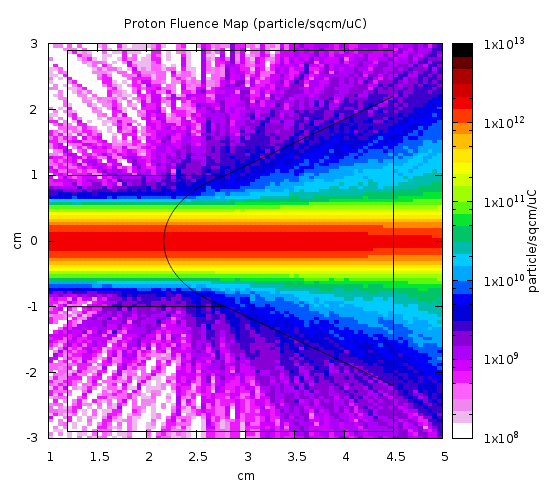 Proton Fluence Map (particle/sqcm/uC)
3
2
1
0
-1
-2
-3
cm
1
1.5
2
2.5
3
3.5
4
4.5
5
cm
1x10^13
1x10^12
1x10^11
1x10^10
1x10^9
1x10^8
particle/sqcm/uC